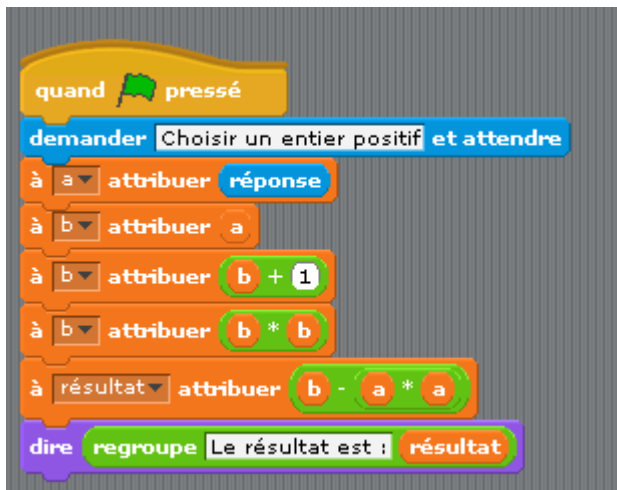 quand pressé
demander Choisir un entier positif et attendre
à a attribuer réponse
à b attribuer a
à b attribuer b + 1
à b attribuer b * b
à résultat attribuer b - a * a
dire regroupe Le résultat est : résultat